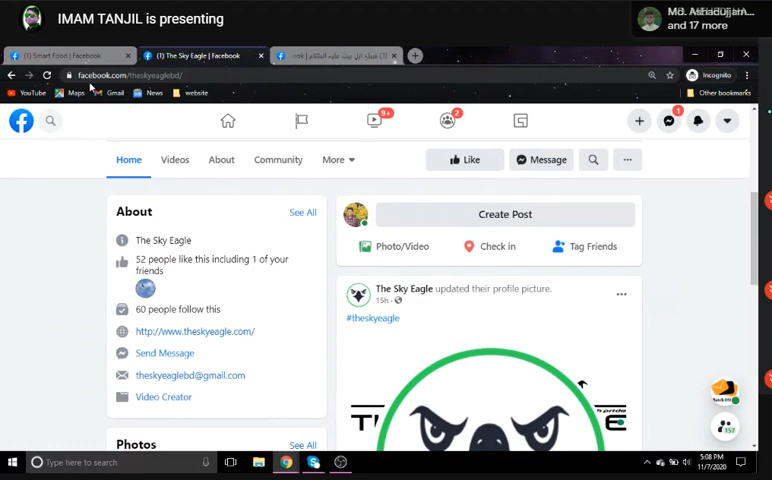 IMAM TANJIL is presenting
and 17 more
(1) Smart Food | Facebook
(1) The Sky Eagle | Facebook
facebook.com/theskyeaglebd/
Incognito
YouTube
Maps
Gmail
News
website
Other bookmarks
9+
2
1
Home
Videos
About
Community
More
Like
Message
About
See All
The Sky Eagle
52 people like this including 1 of your
friends
60 people follow this
http://www.theskyeagle.com/
Send Message
theskyeaglebd@gmail.com
Video Creator
Photos
See All
Create Post
Photo/Video
Check in
Tag Friends
The Sky Eagle updated their profile picture.
15h
#theskyeagle
157
Type here to search
5:08 PM
11/7/2020